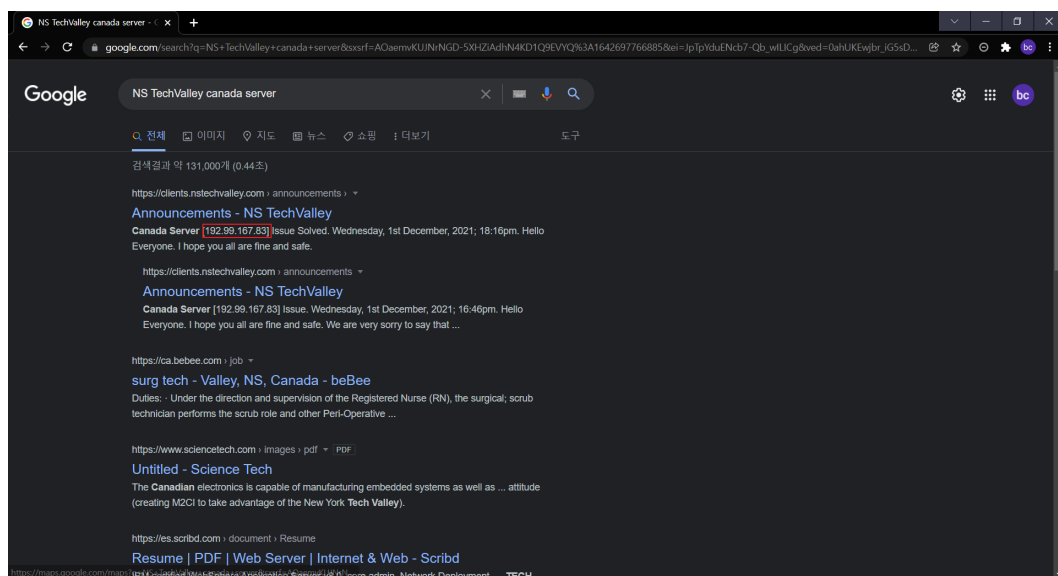 NS TechValley canada server - G
google.com/search?q=NS+TechValley+canada+server&sxsrf=AOaemvKUJNrNGD-5XHZiAdhN4KD1Q9EVYQ%3A1642697766885&ei=JpTpYduENcb7-Qb_wILICg&ved=0ahUKEwjbr_iG5sD...
bc
Google
NS TechValley canada server
bc
전체 이미지 지도 뉴스 쇼핑 더보기 도구
검색결과 약 131,000개 (0.44초)
https://clients.nstechvalley.com › announcements ›
Announcements - NS TechValley
Canada Server [192.99.167.83] Issue Solved. Wednesday, 1st December, 2021; 18:16pm. Hello
Everyone. I hope you all are fine and safe.
https://clients.nstechvalley.com › announcements
Announcements - NS TechValley
Canada Server [192.99.167.83] Issue. Wednesday, 1st December, 2021; 16:46pm. Hello
Everyone. I hope you all are fine and safe. We are very sorry to say that ...
https://ca.bebee.com › job
surg tech - Valley, NS, Canada - beBee
Duties: · Under the direction and supervision of the Registered Nurse (RN), the surgical; scrub
technician performs the scrub role and other Peri-Operative ...
https://www.sciencetech.com › images › pdf PDF
Untitled - Science Tech
The Canadian electronics is capable of manufacturing embedded systems as well as ... attitude
(creating M2CI to take advantage of the New York Tech Valley).
https://es.scribd.com › document › Resume
Resume | PDF | Web Server | Internet & Web - Scribd
admin, Network Deployment ... TECH